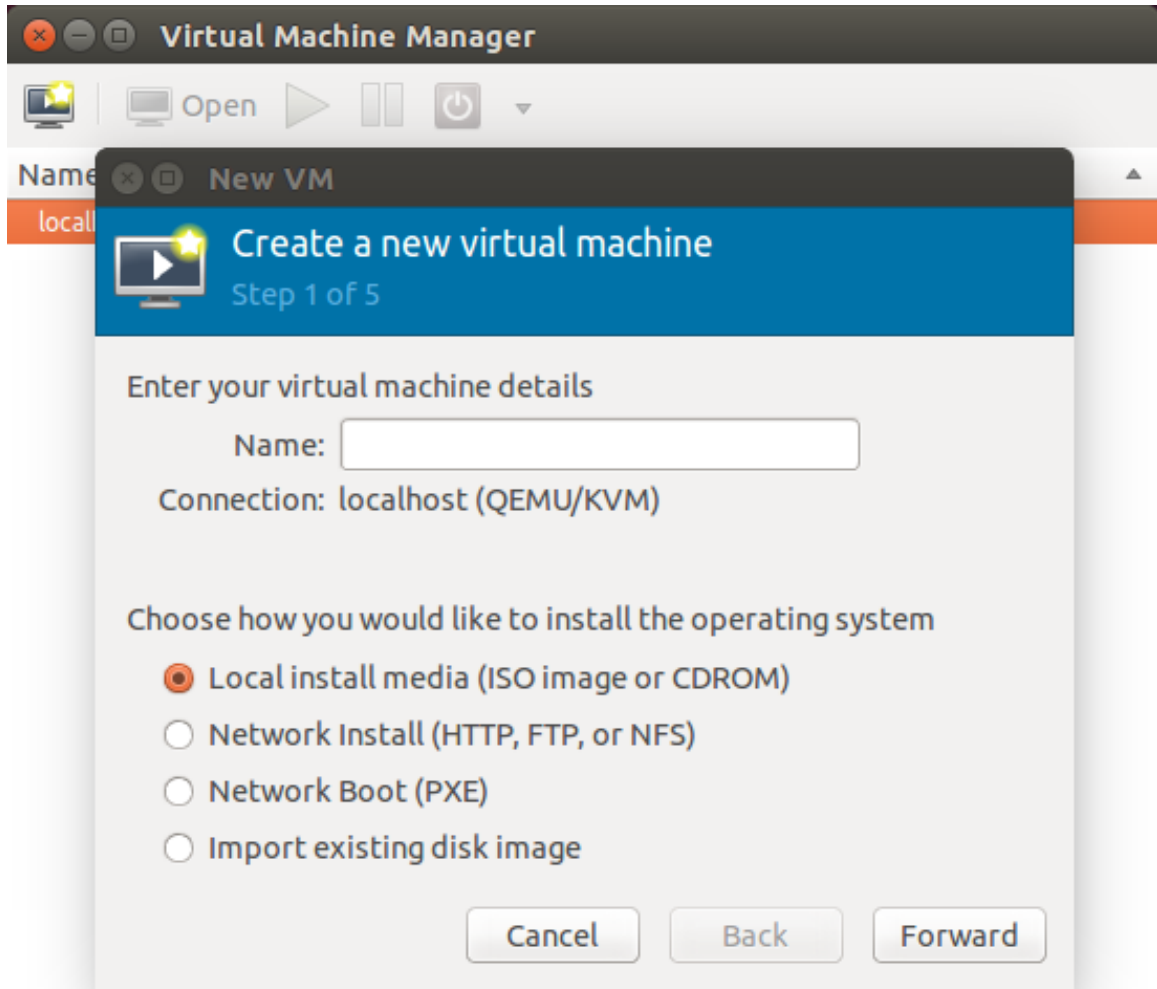 Virtual Machine Manager
Open
Name
New VM
Create a new virtual machine
Step 1 of 5
Enter your virtual machine details
Name:
Connection: localhost (QEMU/KVM)
Choose how you would like to install the operating system
Local install media (ISO image or CDROM)
Network Install (HTTP, FTP, or NFS)
Network Boot (PXE)
Import existing disk image
Cancel Back Forward